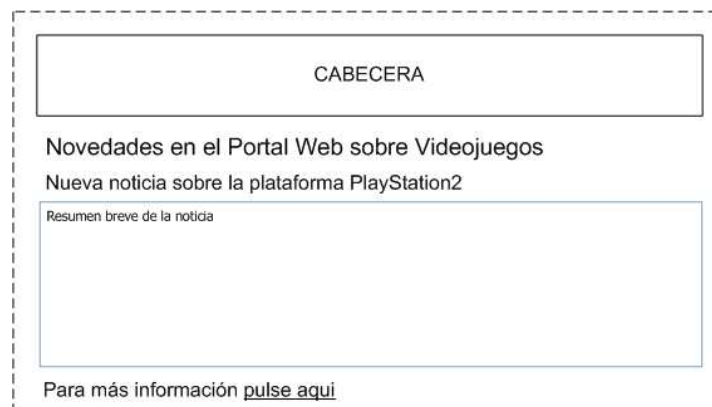 CABECERA
Novedades en el Portal Web sobre Videojuegos
Nueva noticia sobre la plataforma PlayStation2
Resumen breve de la noticia
Para más información pulse aqui